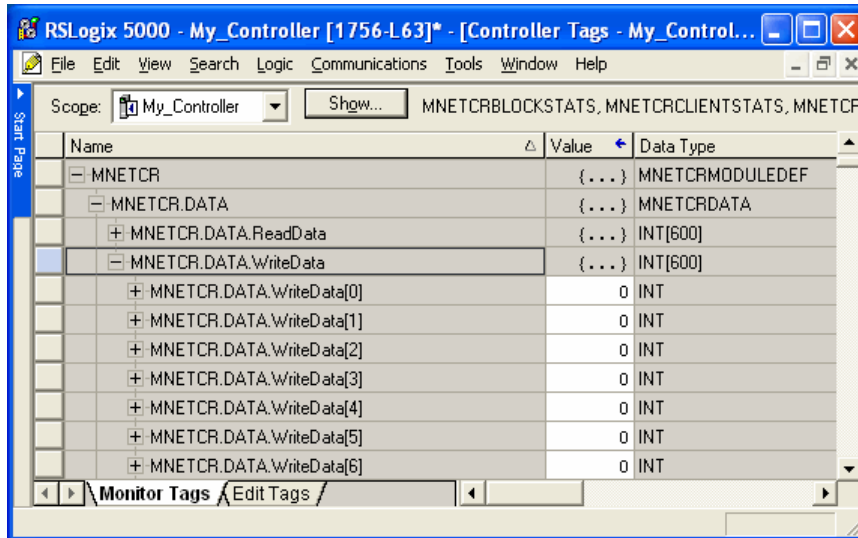 RSLogix 5000 - My_Controller [1756-L63]* - [Controller Tags - My_Control...
File Edit View Search Logic Communications Tools Window Help
Scope: My_Controller Show... MNETCRBLOCKSTATS, MNETCRCLIENTSTATS, MNETCR
Start Page
Name Value Data Type
MNETCR {...} MNETCRMODULEDEF
MNETCR.DATA {...} MNETCRDATA
MNETCR.DATA.ReadData {...} INT[600]
MNETCR.DATA.WriteData {...} INT[600]
MNETCR.DATA.WriteData[0] 0 INT
MNETCR.DATA.WriteData[1] 0 INT
MNETCR.DATA.WriteData[2] 0 INT
MNETCR.DATA.WriteData[3] 0 INT
MNETCR.DATA.WriteData[4] 0 INT
MNETCR.DATA.WriteData[5] 0 INT
MNETCR.DATA.WriteData[6] 0 INT
Monitor Tags Edit Tags